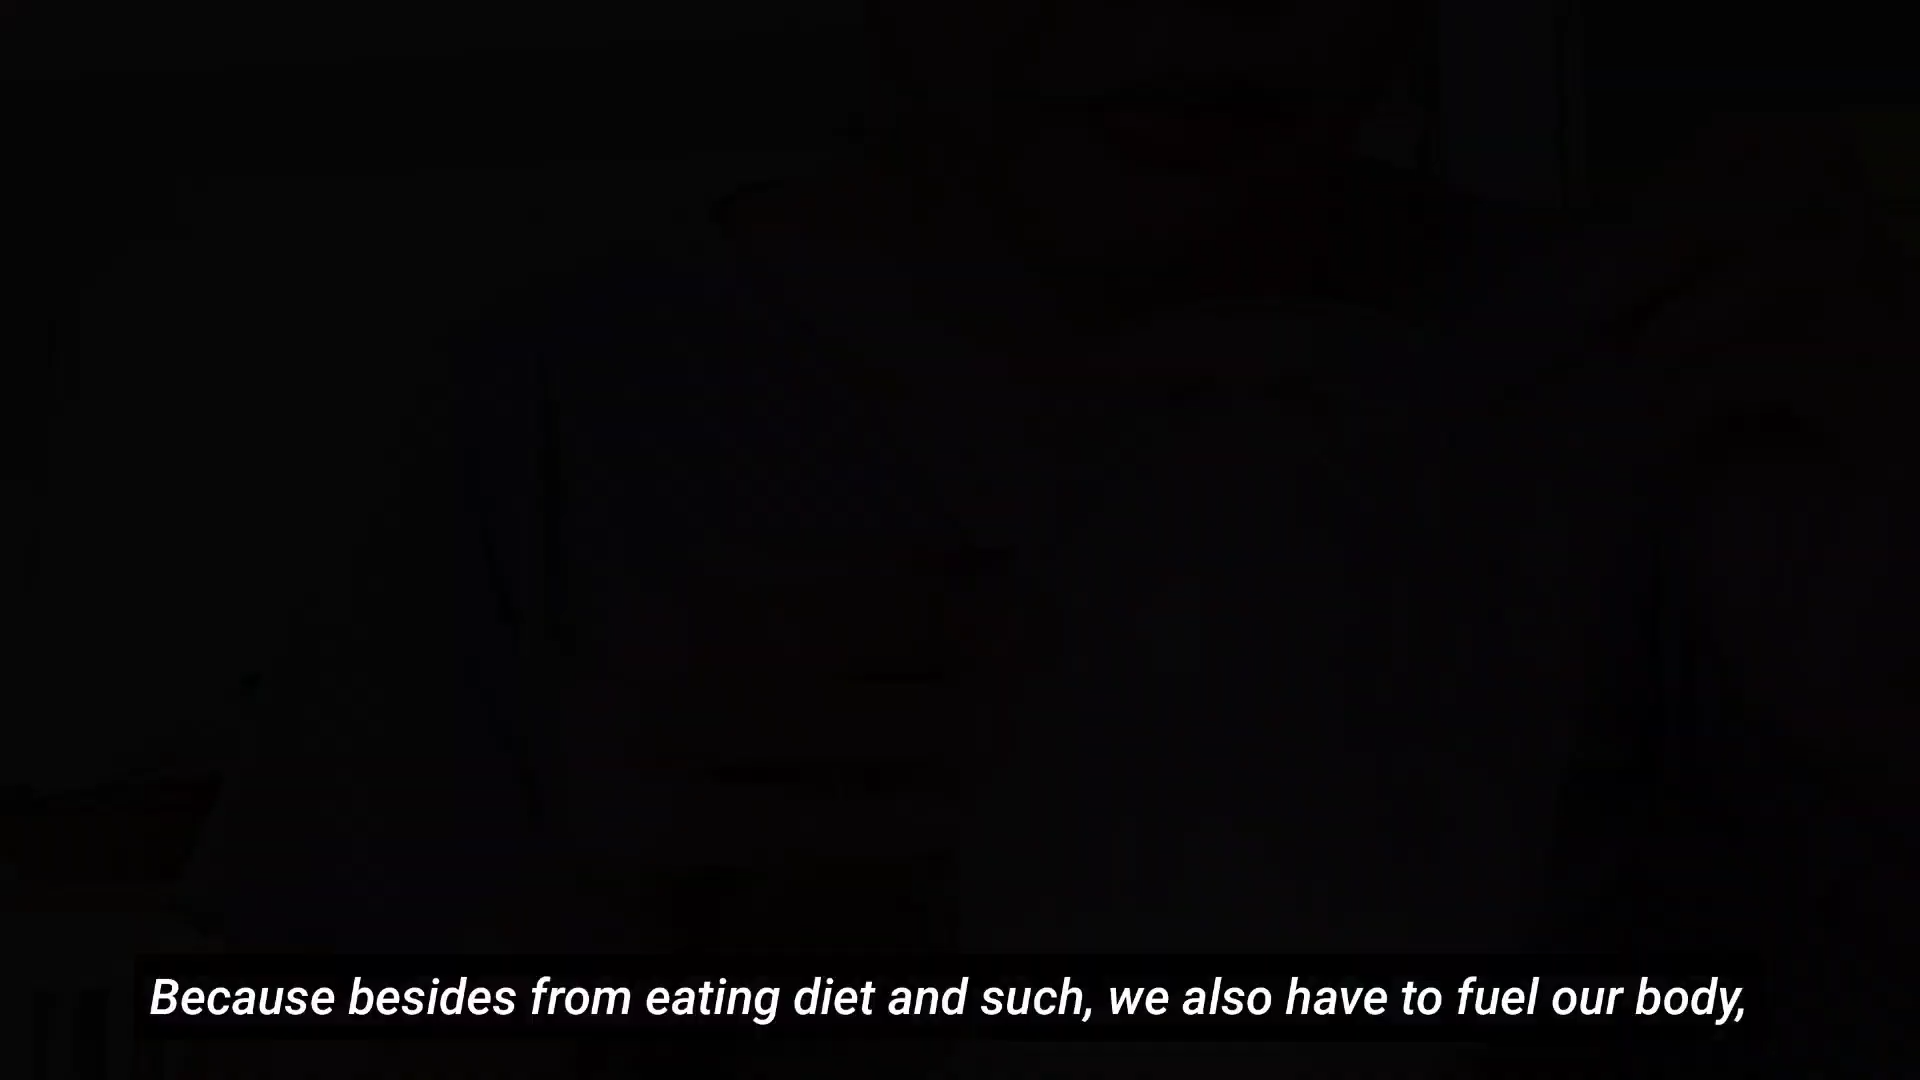 Because besides from eating diet and such, we also have to fuel our body,